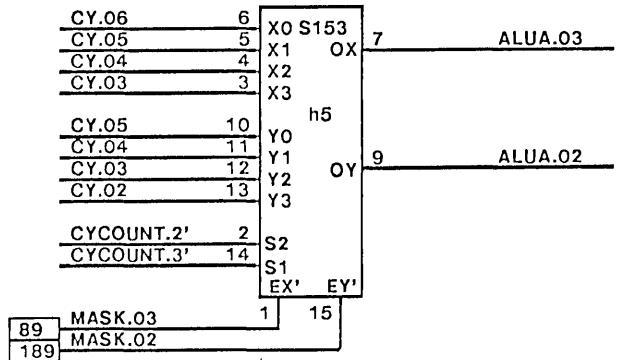 CY.06 6 X0 S153 7 ALUA.03
CY.05 5 X1 OX
CY.04 4 X2
CY.03 3 X3
h5
CY.05 10 Y0
CY.04 11 Y1 9 ALUA.02
CY.03 12 Y2 OY
CY.02 13 Y3
CYCOUNT.2' 2 S2
CYCOUNT.3' 14 S1
EX' EY'
89 MASK.03 1 15
189 MASK.02